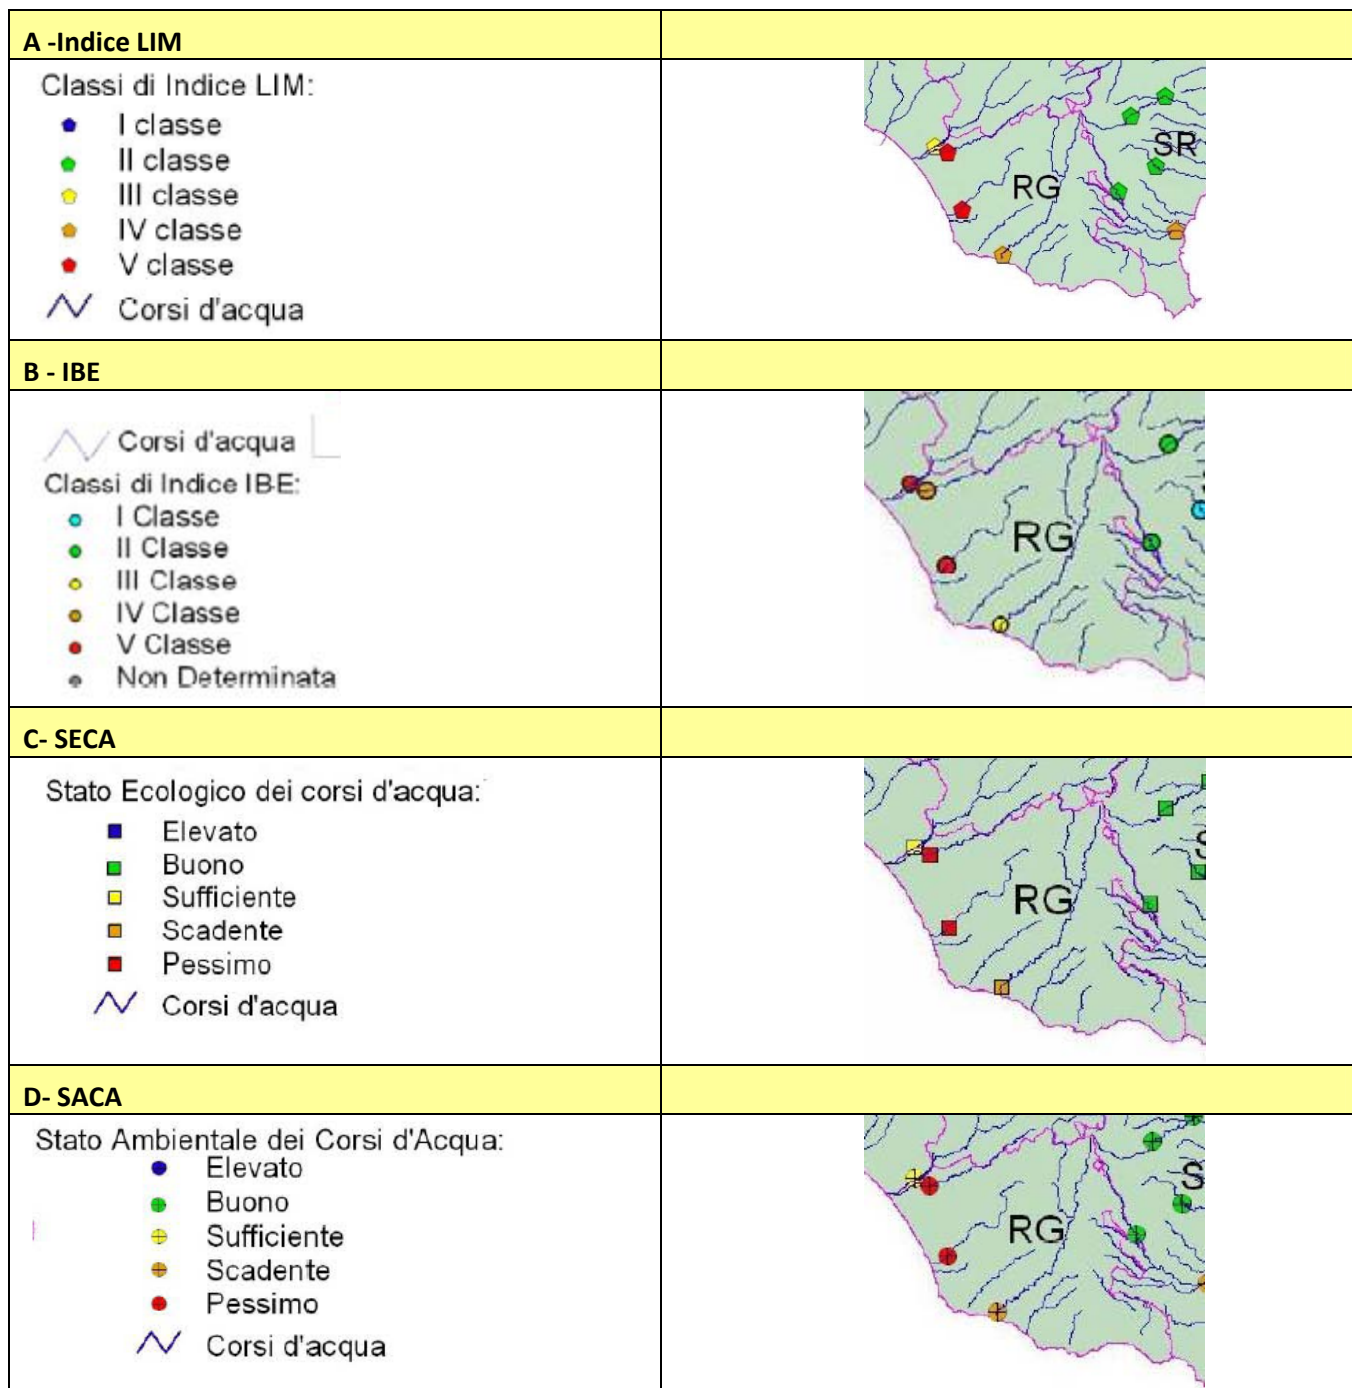 A -Indice LIM
Classi di Indice LIM:
I classe
II classe
III classe
IV classe
V classe
Corsi d'acqua
SR
RG
B - IBE
Corsi d'acqua
Classi di Indice IBE:
I Classe
II Classe
III Classe
IV Classe
V Classe
Non Determinata
RG
C- SECA
Stato Ecologico dei corsi d'acqua:
Elevato
Buono
Sufficiente
Scadente
Pessimo
Corsi d'acqua
S
RG
D- SACA
Stato Ambientale dei Corsi d'Acqua:
Elevato
Buono
Sufficiente
Scadente
Pessimo
Corsi d'acqua
S
RG